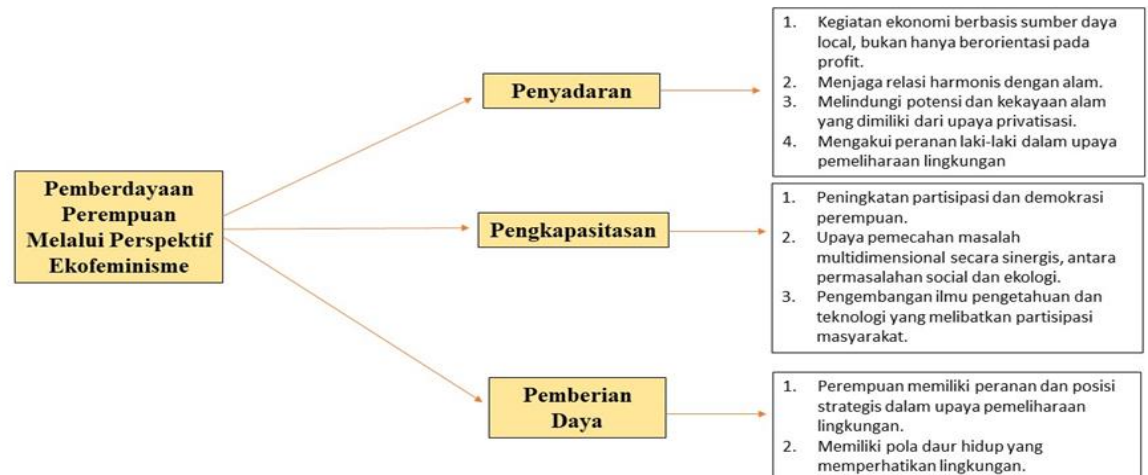 Pemberdayaan
Perempuan
Melalui Perspektif
Ekofeminisme
Penyadaran
1. Kegiatan ekonomi berbasis sumber daya
local, bukan hanya berorientasi pada
profit.
2. Menjaga relasi harmonis dengan alam.
3. Melindungi potensi dan kekayaan alam
yang dimiliki dari upaya privatisasi.
4. Mengakui peranan laki-laki dalam upaya
pemeliharaan lingkungan
Pengkapasitasan
1. Peningkatan partisipasi dan demokrasi
perempuan.
2. Upaya pemecahan masalah
multidimensional secara sinergis, antara
permasalahan social dan ekologi.
3. Pengembangan ilmu pengetahuan dan
teknologi yang melibatkan partisipasi
masyarakat.
Pemberian
Daya
1. Perempuan memiliki peranan dan posisi
strategis dalam upaya pemeliharaan
lingkungan.
2. Memiliki pola daur hidup yang
memperhatikan lingkungan.